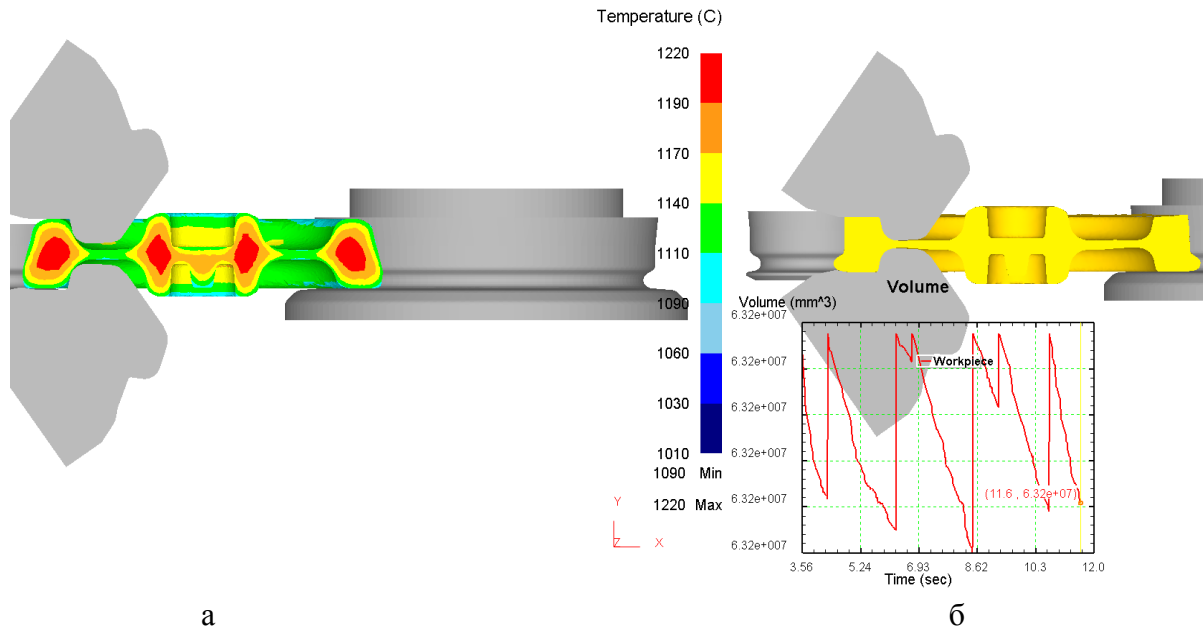 Temperature (C)
1220
1190
1170
1140
1110
1090
1060
1030
1010
1090 Min
1220 Max
Y
Z X
Volume
Volume (mm^3)
6.32e+007
6.32e+007
6.32e+007
6.32e+007
6.32e+007
6.32e+007
Workpiece
(11.6 , 6.32e+07)
3.56 5.24 6.93 8.62 10.3 12.0
Time (sec)
а б